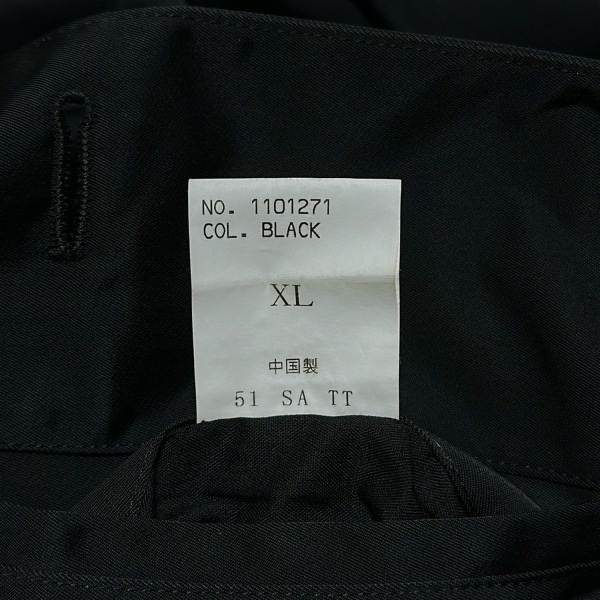 NO. 1101271
COL. BLACK
XL
中国製
51 SA TT